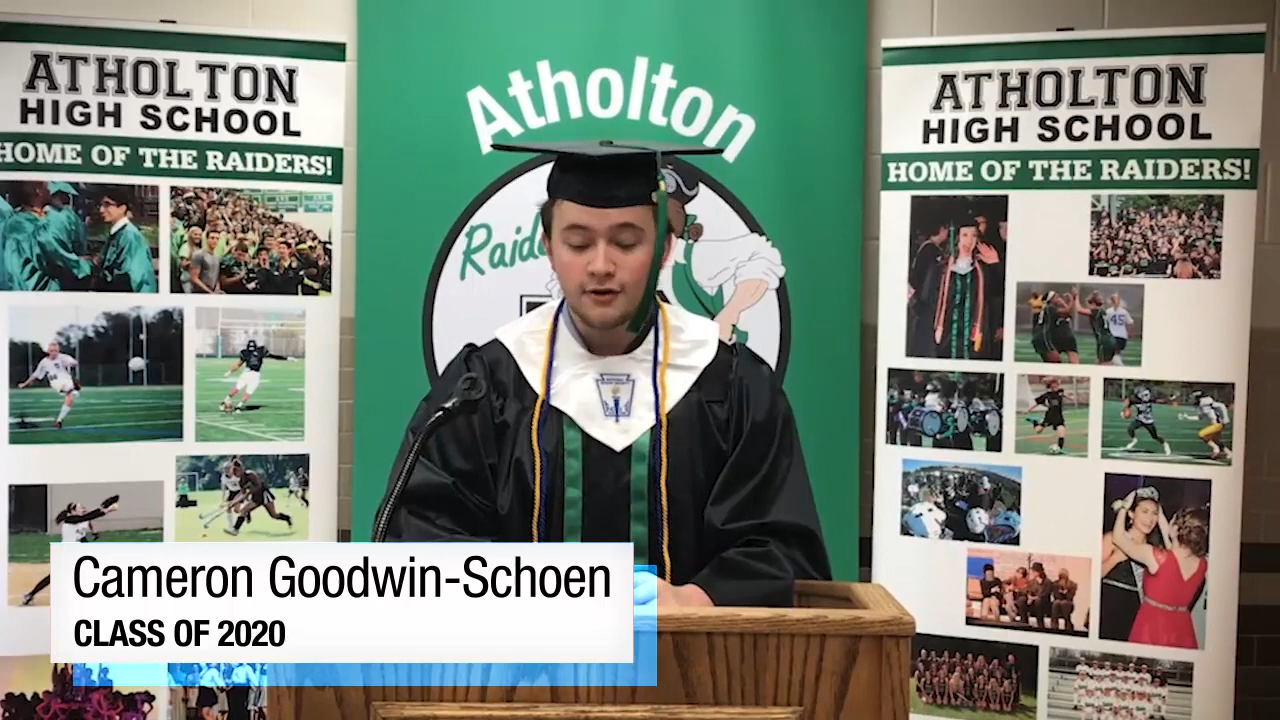 ATHOLTON
HIGH SCHOOL
HOME OF THE RAIDERS!
Atholton
ATHOLTON
HIGH SCHOOL
HOME OF THE RAIDERS!
Cameron Goodwin-Schoen
CLASS OF 2020